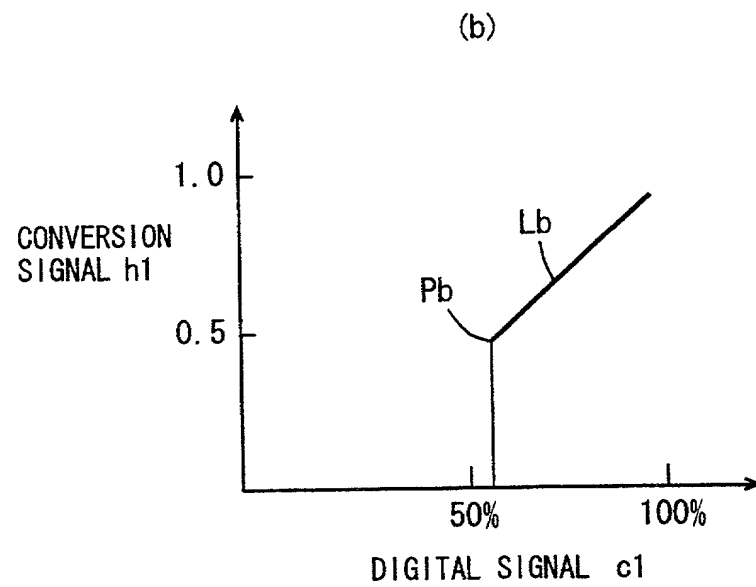 (b)
1.0
CONVERSION
SIGNAL h1
Lb
Pb
0.5
50%
100%
DIGITAL SIGNAL c1